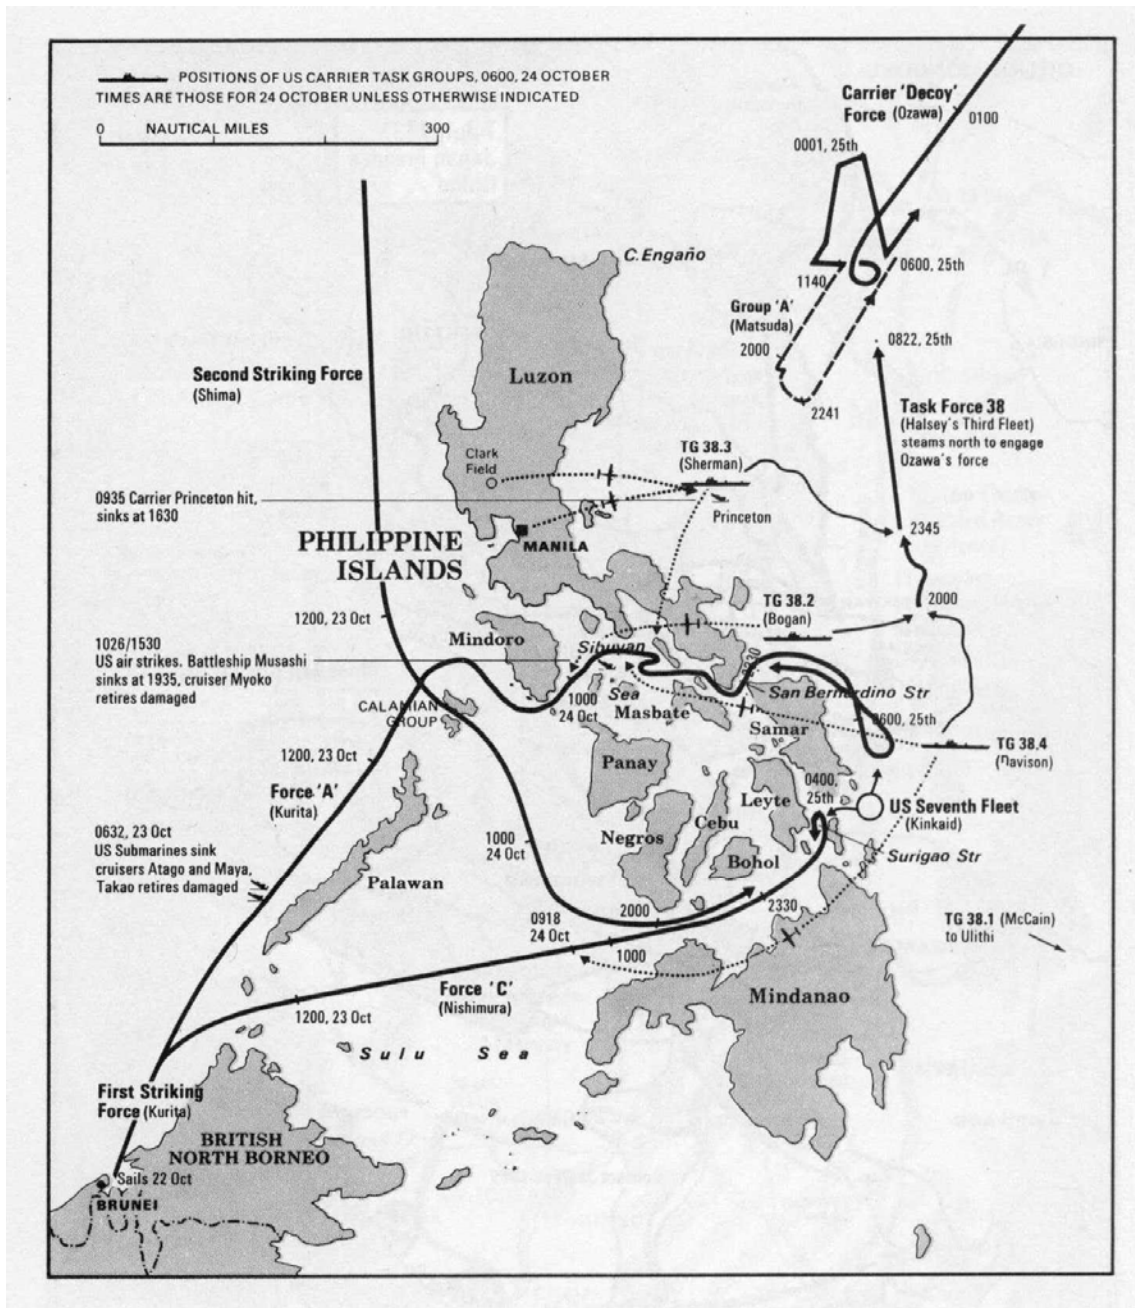 POSITIONS OF US CARRIER TASK GROUPS, 0600, 24 OCTOBER
TIMES ARE THOSE FOR 24 OCTOBER UNLESS OTHERWISE INDICATED
0 NAUTICAL MILES 300
Carrier 'Decoy'
Force (Ozawa)
0100
0001, 25th
C. Engaño
1140
0600, 25th
Group 'A'
(Matsuda)
2000
0822, 25th
2241
Second Striking Force
(Shima)
Luzon
Task Force 38
(Halsey's Third Fleet)
steams north to engage
Ozawa's force
Clark
Field
TG 38.3
(Sherman)
0935 Carrier Princeton hit,
sinks at 1630
Princeton
2345
MANILA
PHILIPPINE
ISLANDS
1200, 23 Oct
TG 38.2
(Bogan)
2000
Mindoro
1026/1530
US air strikes. Battleship Musashi
sinks at 1935, cruiser Myoko
retires damaged
Sibuyan
Sea
2330
San Bernardino Str
CALAMIAN
GROUP
1000
24 Oct
Masbate
Samar
0600, 25th
TG 38.4
(Davison)
1200, 23 Oct
Panay
Force 'A'
(Kurita)
Leyte
0400,
25th
US Seventh Fleet
(Kinkaid)
0632, 23 Oct
US Submarines sink
cruisers Atago and Maya,
Takao retires damaged
1000
24 Oct
Negros
Cebu
Bohol
Surigao Str
Palawan
2000
2330
0918
24 Oct
1000
TG 38.1 (McCain)
to Ulithi
Force 'C'
(Nishimura)
1200, 23 Oct
Mindanao
Sulu Sea
First Striking
Force (Kurita)
BRITISH
NORTH BORNEO
Sails 22 Oct
BRUNEI